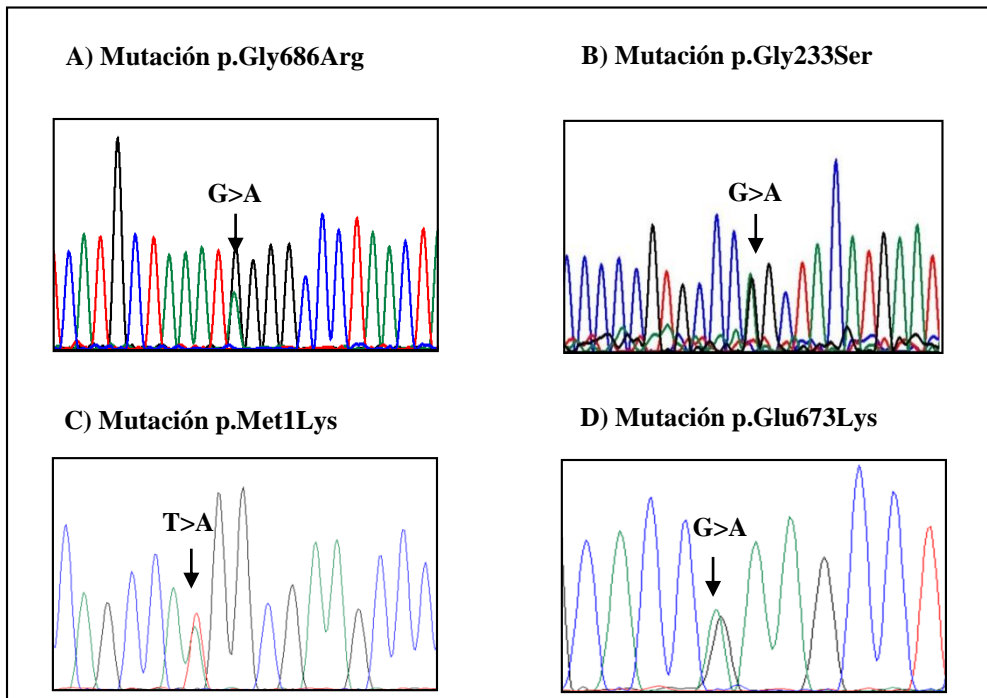 A) Mutación p.Gly686Arg
B) Mutación p.Gly233Ser
G>A
G>A
C) Mutación p.Met1Lys
D) Mutación p.Glu673Lys
T>A
G>A